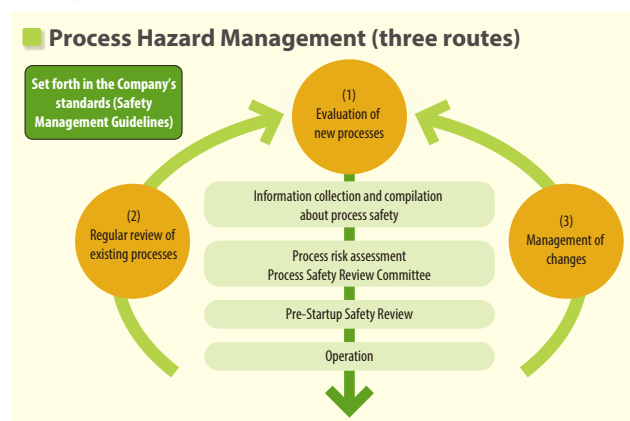 Process Hazard Management (three routes)
Set forth in the Company's
standards (Safety
Management Guidelines)
(1)
Evaluation of
new processes
Information collection and compilation
about process safety
(2)
Regular review of
existing processes
(3)
Management of
changes
Process risk assessment
Process Safety Review Committee
Pre-Startup Safety Review
Operation